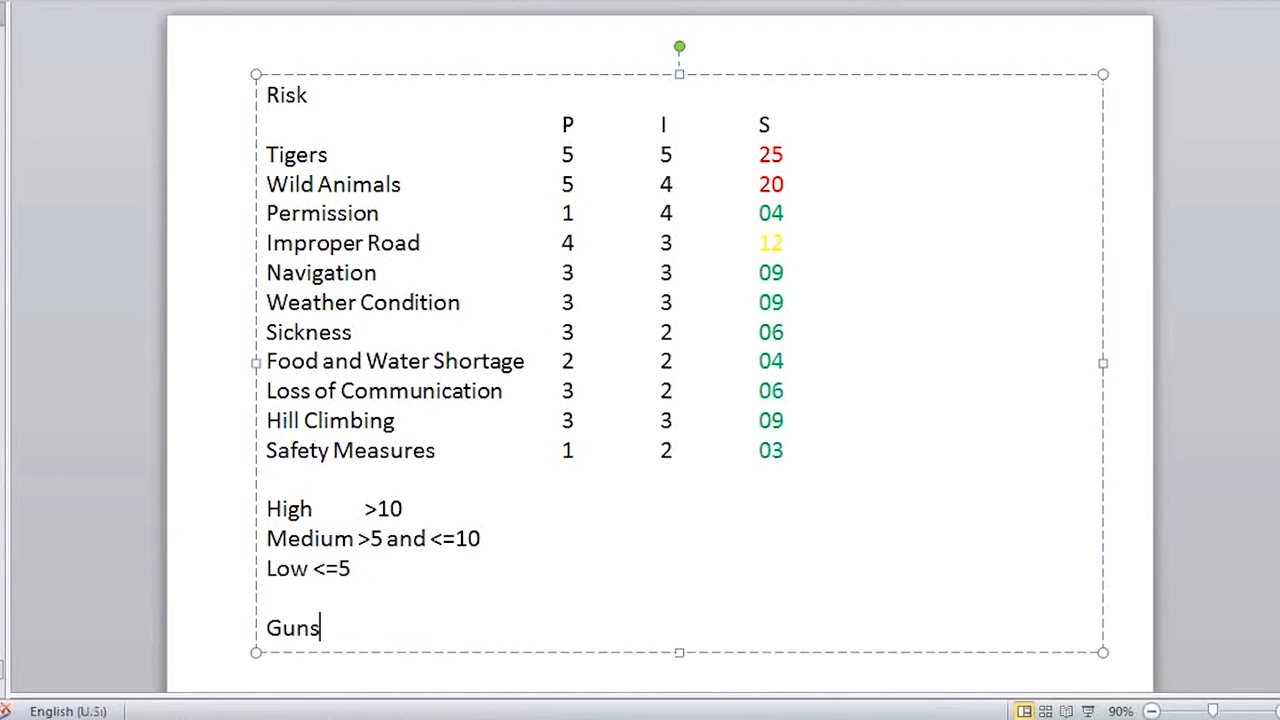 Risk
P I S
Tigers 5 5 25
Wild Animals 5 4 20
Permission 1 4 04
Improper Road 4 3 12
Navigation 3 3 09
Weather Condition 3 3 09
Sickness 3 2 06
Food and Water Shortage 2 2 04
Loss of Communication 3 2 06
Hill Climbing 3 3 09
Safety Measures 1 2 03
High >10
Medium >5 and <=10
Low <=5
Guns
English (U.S.) 90%